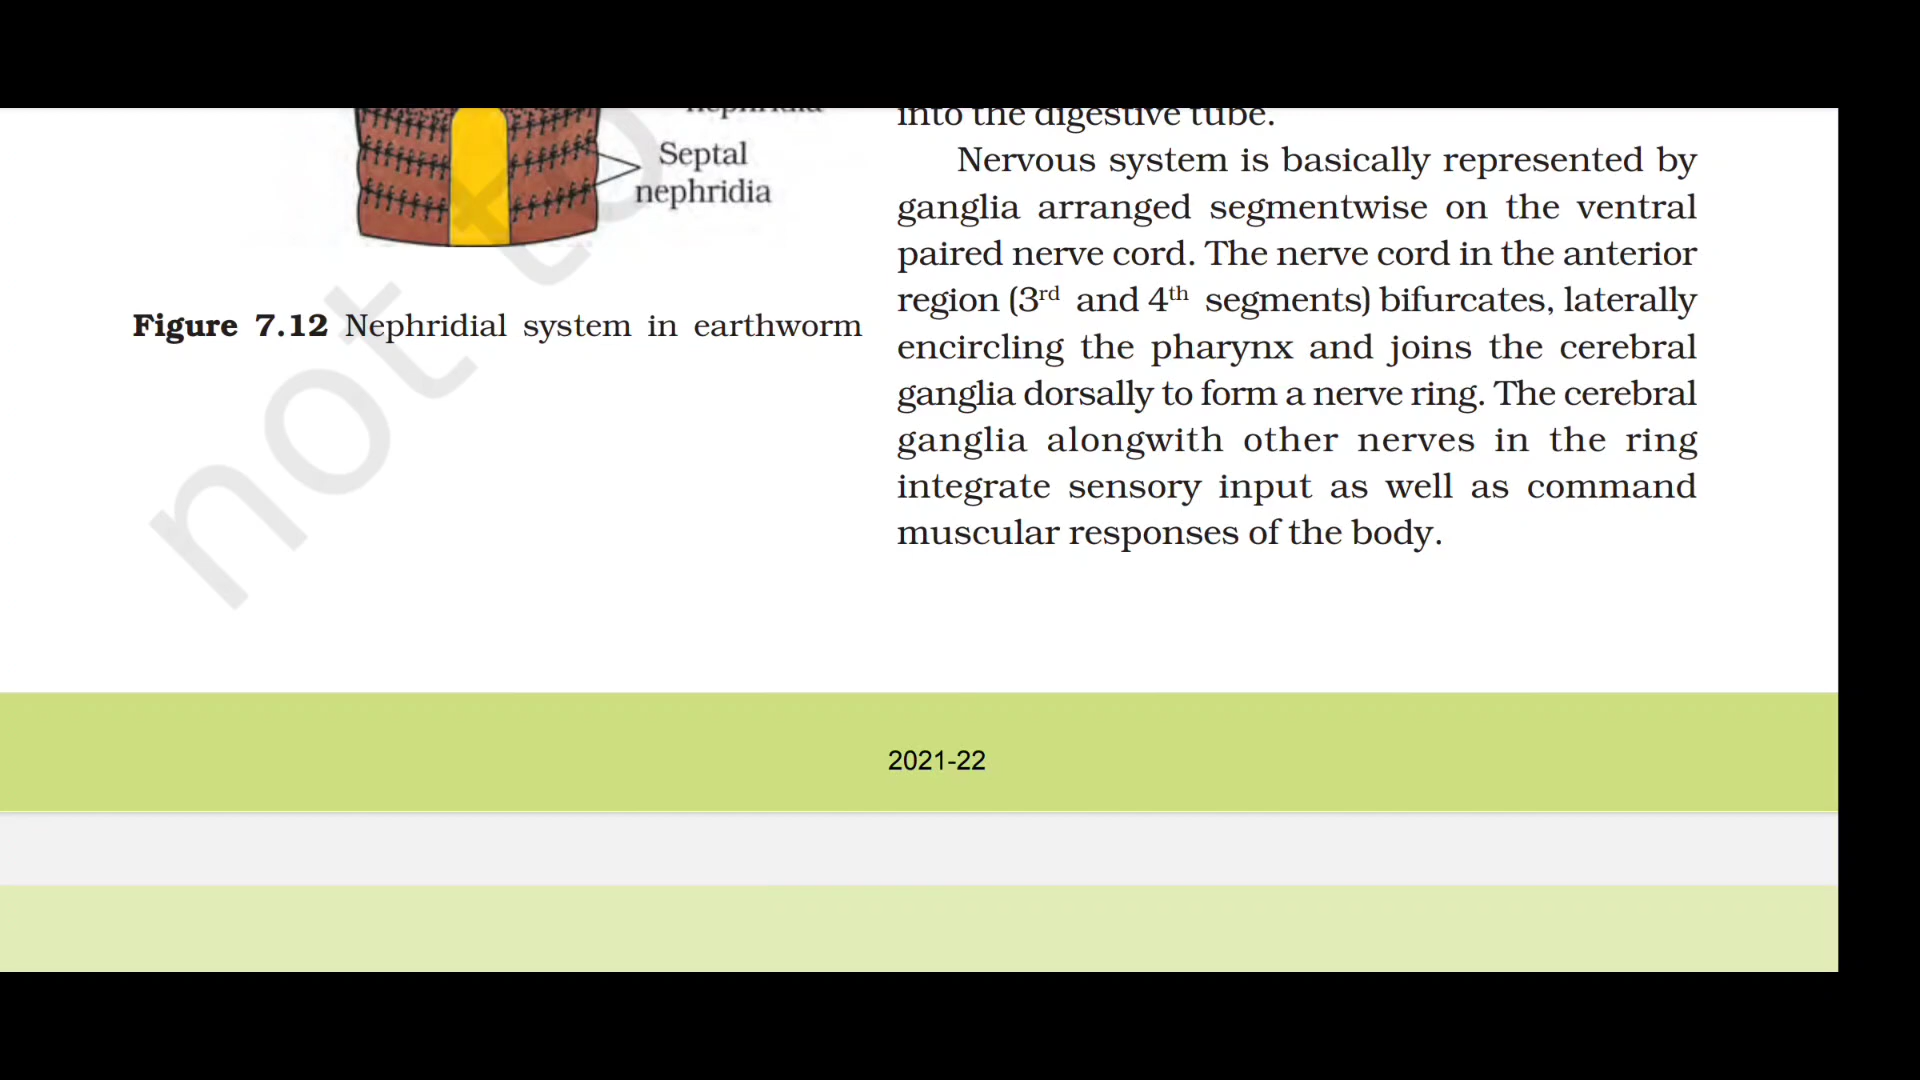 nephridia
Septal
nephridia
Figure 7.12 Nephridial system in earthworm
into the digestive tube.
Nervous system is basically represented by
ganglia arranged segmentwise on the ventral
paired nerve cord. The nerve cord in the anterior
region (3rd and 4th segments) bifurcates, laterally
encircling the pharynx and joins the cerebral
ganglia dorsally to form a nerve ring. The cerebral
ganglia alongwith other nerves in the ring
integrate sensory input as well as command
muscular responses of the body.
not to
2021-22